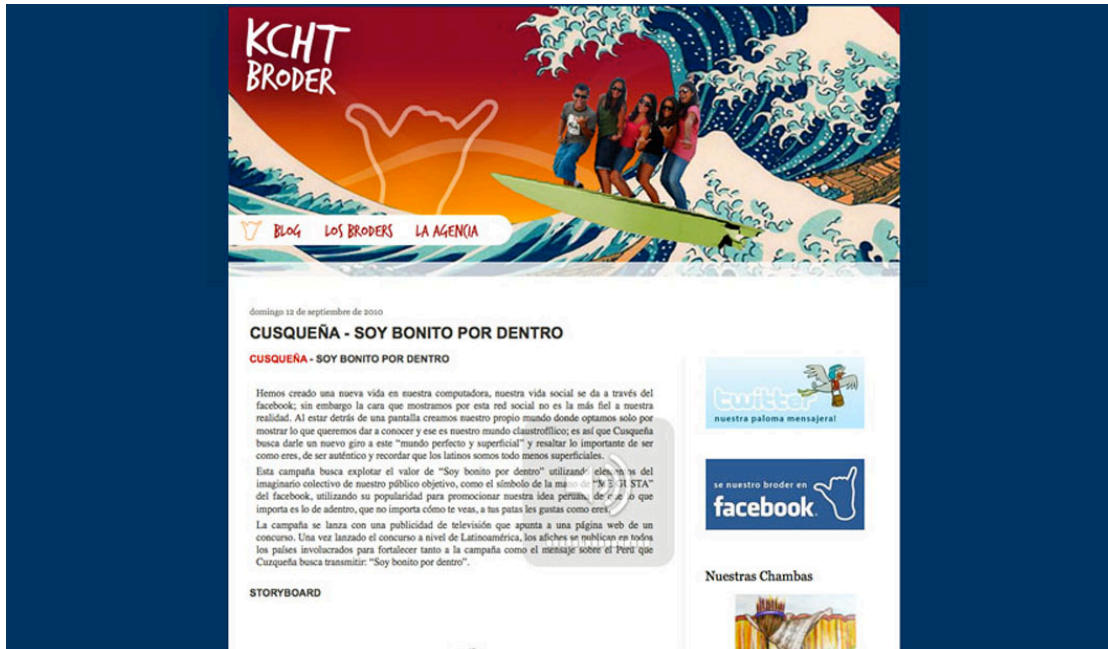 KCHT
BRODER
BLOG LOS BRODERS LA AGENCIA
domingo 12 de septiembre de 2010
CUSQUEÑA - SOY BONITO POR DENTRO
CUSQUEÑA - SOY BONITO POR DENTRO
Hemos creado una nueva vida en nuestra computadora, nuestra vida social se da a través del
facebook; sin embargo la cara que mostramos por esta red social no es la más fiel a nuestra
realidad. Al estar detrás de una pantalla creamos nuestro propio mundo donde optamos solo por
mostrar lo que queremos dar a conocer y ese es nuestro mundo claustrofílico; es así que Cusqueña
busca darle un nuevo giro a este “mundo perfecto y superficial” y resaltar lo importante de ser
como eres, de ser auténtico y recordar que los latinos somos todo menos superficiales.
Esta campaña busca explotar el valor de “Soy bonito por dentro” utilizando elementos del
imaginario colectivo de nuestro público objetivo, como el símbolo de la mano de “ME GUSTA”
del facebook, utilizando su popularidad para promocionar nuestra idea peruana de que lo que
importa es lo de adentro, que no importa cómo te veas, a tus patas les gustas como eres.
La campaña se lanza con una publicidad de televisión que apunta a una página web de un
concurso. Una vez lanzado el concurso a nivel de Latinoamérica, los afiches se publican en todos
los países involucrados para fortalecer tanto a la campaña como el mensaje sobre el Perú que
Cuzqueña busca transmitir: “Soy bonito por dentro”.
STORYBOARD
twitter
nuestra paloma mensajera!
se nuestro broder en
facebook
Nuestras Chambas